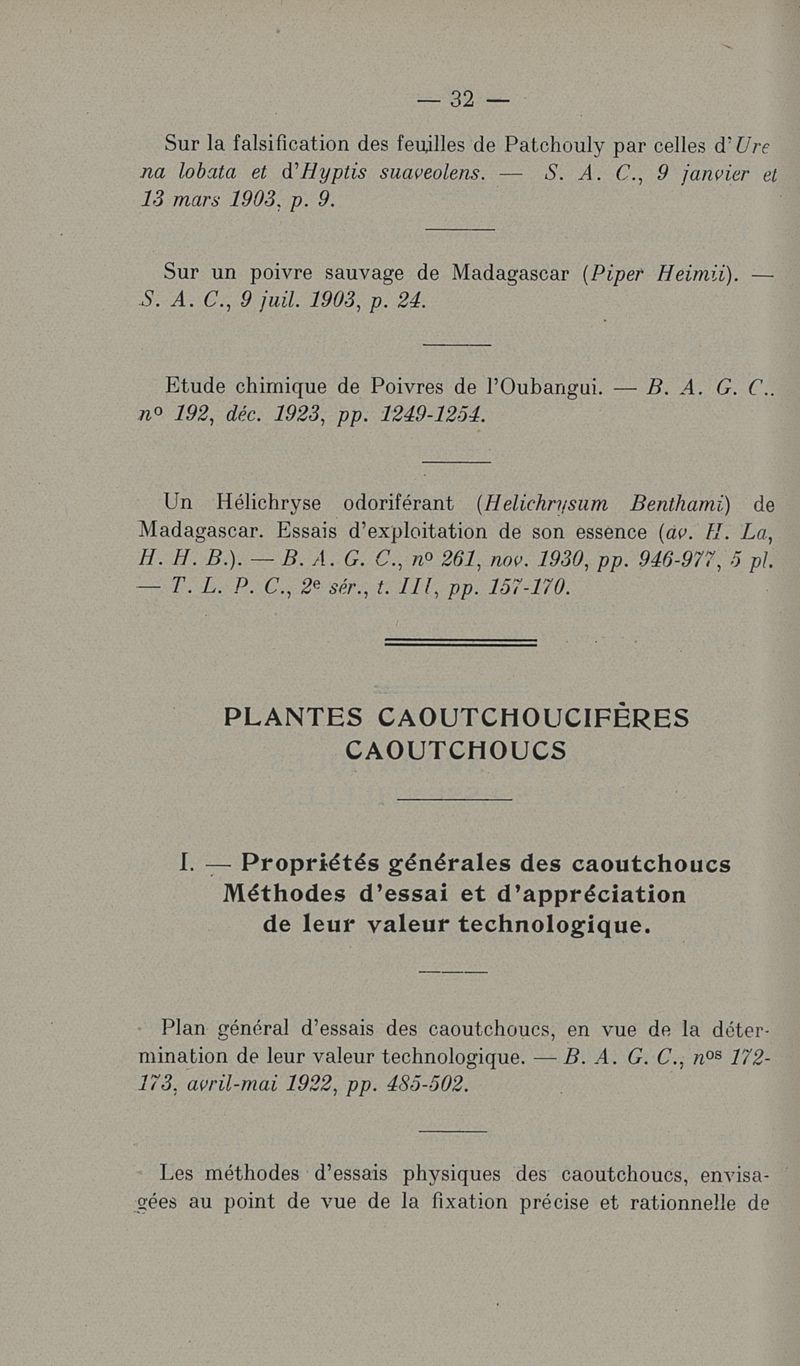 — 32 —
Sur la falsification des feuilles de Patchouly par celles d'Ure
na lobata et d'Hyptis suaveolens. — S. A. C., 9 janvier et
13 mars 1903, p. 9.
Sur un poivre sauvage de Madagascar (Piper Heimii). —
S. A. C., 9 juil. 1903, p. 24.
Etude chimique de Poivres de l'Oubangui. — B. A. G. C..
nº 192, déc. 1923, pp. 1249-1254.
Un Hélichryse odoriférant (Helichrysum Benthami) de
Madagascar. Essais d'exploitation de son essence (av. H. La,
H. H. B.). — B. A. G. C., nº 261, nov. 1930, pp. 946-977, 5 pl.
— T. L. P. C., 2e sér., t. III, pp. 157-170.
PLANTES CAOUTCHOUCIFÈRES
CAOUTCHOUCS
I. — Propriétés générales des caoutchoucs
Méthodes d'essai et d'appréciation
de leur valeur technologique.
Plan général d'essais des caoutchoucs, en vue de la déter-
mination de leur valeur technologique. — B. A. G. C., nos 172-
173, avril-mai 1922, pp. 485-502.
Les méthodes d'essais physiques des caoutchoucs, envisa-
gées au point de vue de la fixation précise et rationnelle de